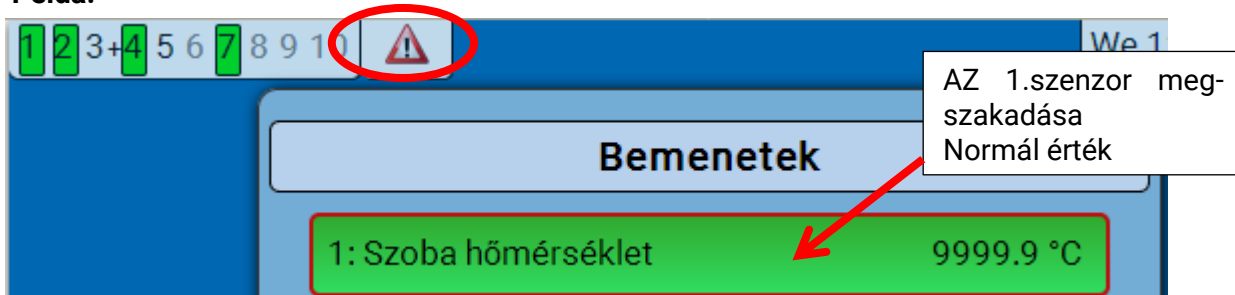 1 2 3+4 5 6 7 8 9 10
We 1
AZ 1.szenzor meg-
szakadása
Normál érték
Bemenetek
1: Szoba hőmérséklet 9999.9 °C